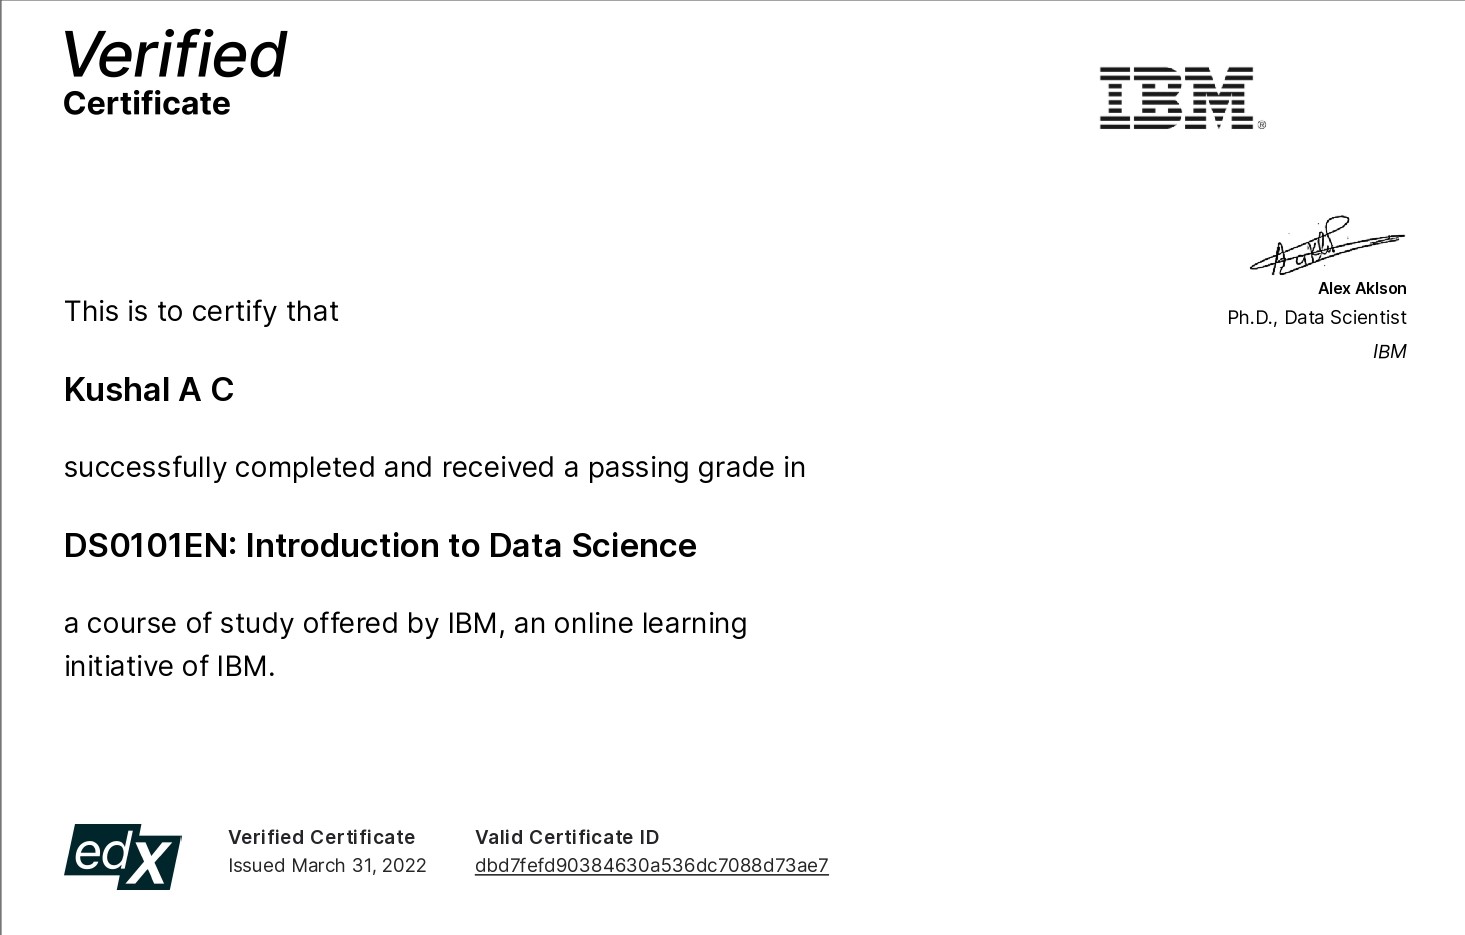 Verified
Certificate
IBM®
Alex Aklson
Ph.D., Data Scientist
IBM
This is to certify that
Kushal A C
successfully completed and received a passing grade in
DS0101EN: Introduction to Data Science
a course of study offered by IBM, an online learning
initiative of IBM.
edX
Verified Certificate
Issued March 31, 2022
Valid Certificate ID
dbd7fefd90384630a536dc7088d73ae7